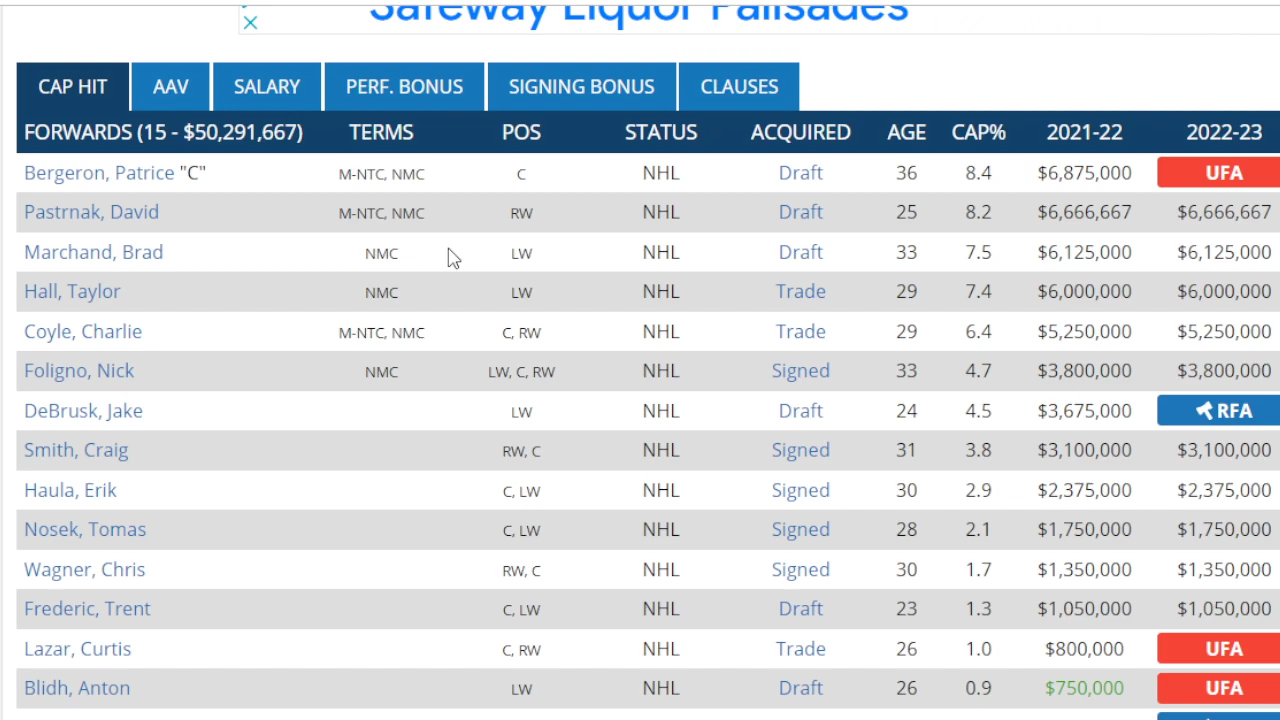 Safeway Liquor Palisades
CAP HIT AAV SALARY PERF. BONUS SIGNING BONUS CLAUSES
FORWARDS (15 - $50,291,667) TERMS POS STATUS ACQUIRED AGE CAP% 2021-22 2022-23
Bergeron, Patrice "C" M-NTC, NMC C NHL Draft 36 8.4 $6,875,000 UFA
Pastrnak, David M-NTC, NMC RW NHL Draft 25 8.2 $6,666,667 $6,666,667
Marchand, Brad NMC LW NHL Draft 33 7.5 $6,125,000 $6,125,000
Hall, Taylor NMC LW NHL Trade 29 7.4 $6,000,000 $6,000,000
Coyle, Charlie M-NTC, NMC C, RW NHL Trade 29 6.4 $5,250,000 $5,250,000
Foligno, Nick NMC LW, C, RW NHL Signed 33 4.7 $3,800,000 $3,800,000
DeBrusk, Jake LW NHL Draft 24 4.5 $3,675,000 RFA
Smith, Craig RW, C NHL Signed 31 3.8 $3,100,000 $3,100,000
Haula, Erik C, LW NHL Signed 30 2.9 $2,375,000 $2,375,000
Nosek, Tomas C, LW NHL Signed 28 2.1 $1,750,000 $1,750,000
Wagner, Chris RW, C NHL Signed 30 1.7 $1,350,000 $1,350,000
Frederic, Trent C, LW NHL Draft 23 1.3 $1,050,000 $1,050,000
Lazar, Curtis C, RW NHL Trade 26 1.0 $800,000 UFA
Blidh, Anton LW NHL Draft 26 0.9 $750,000 UFA